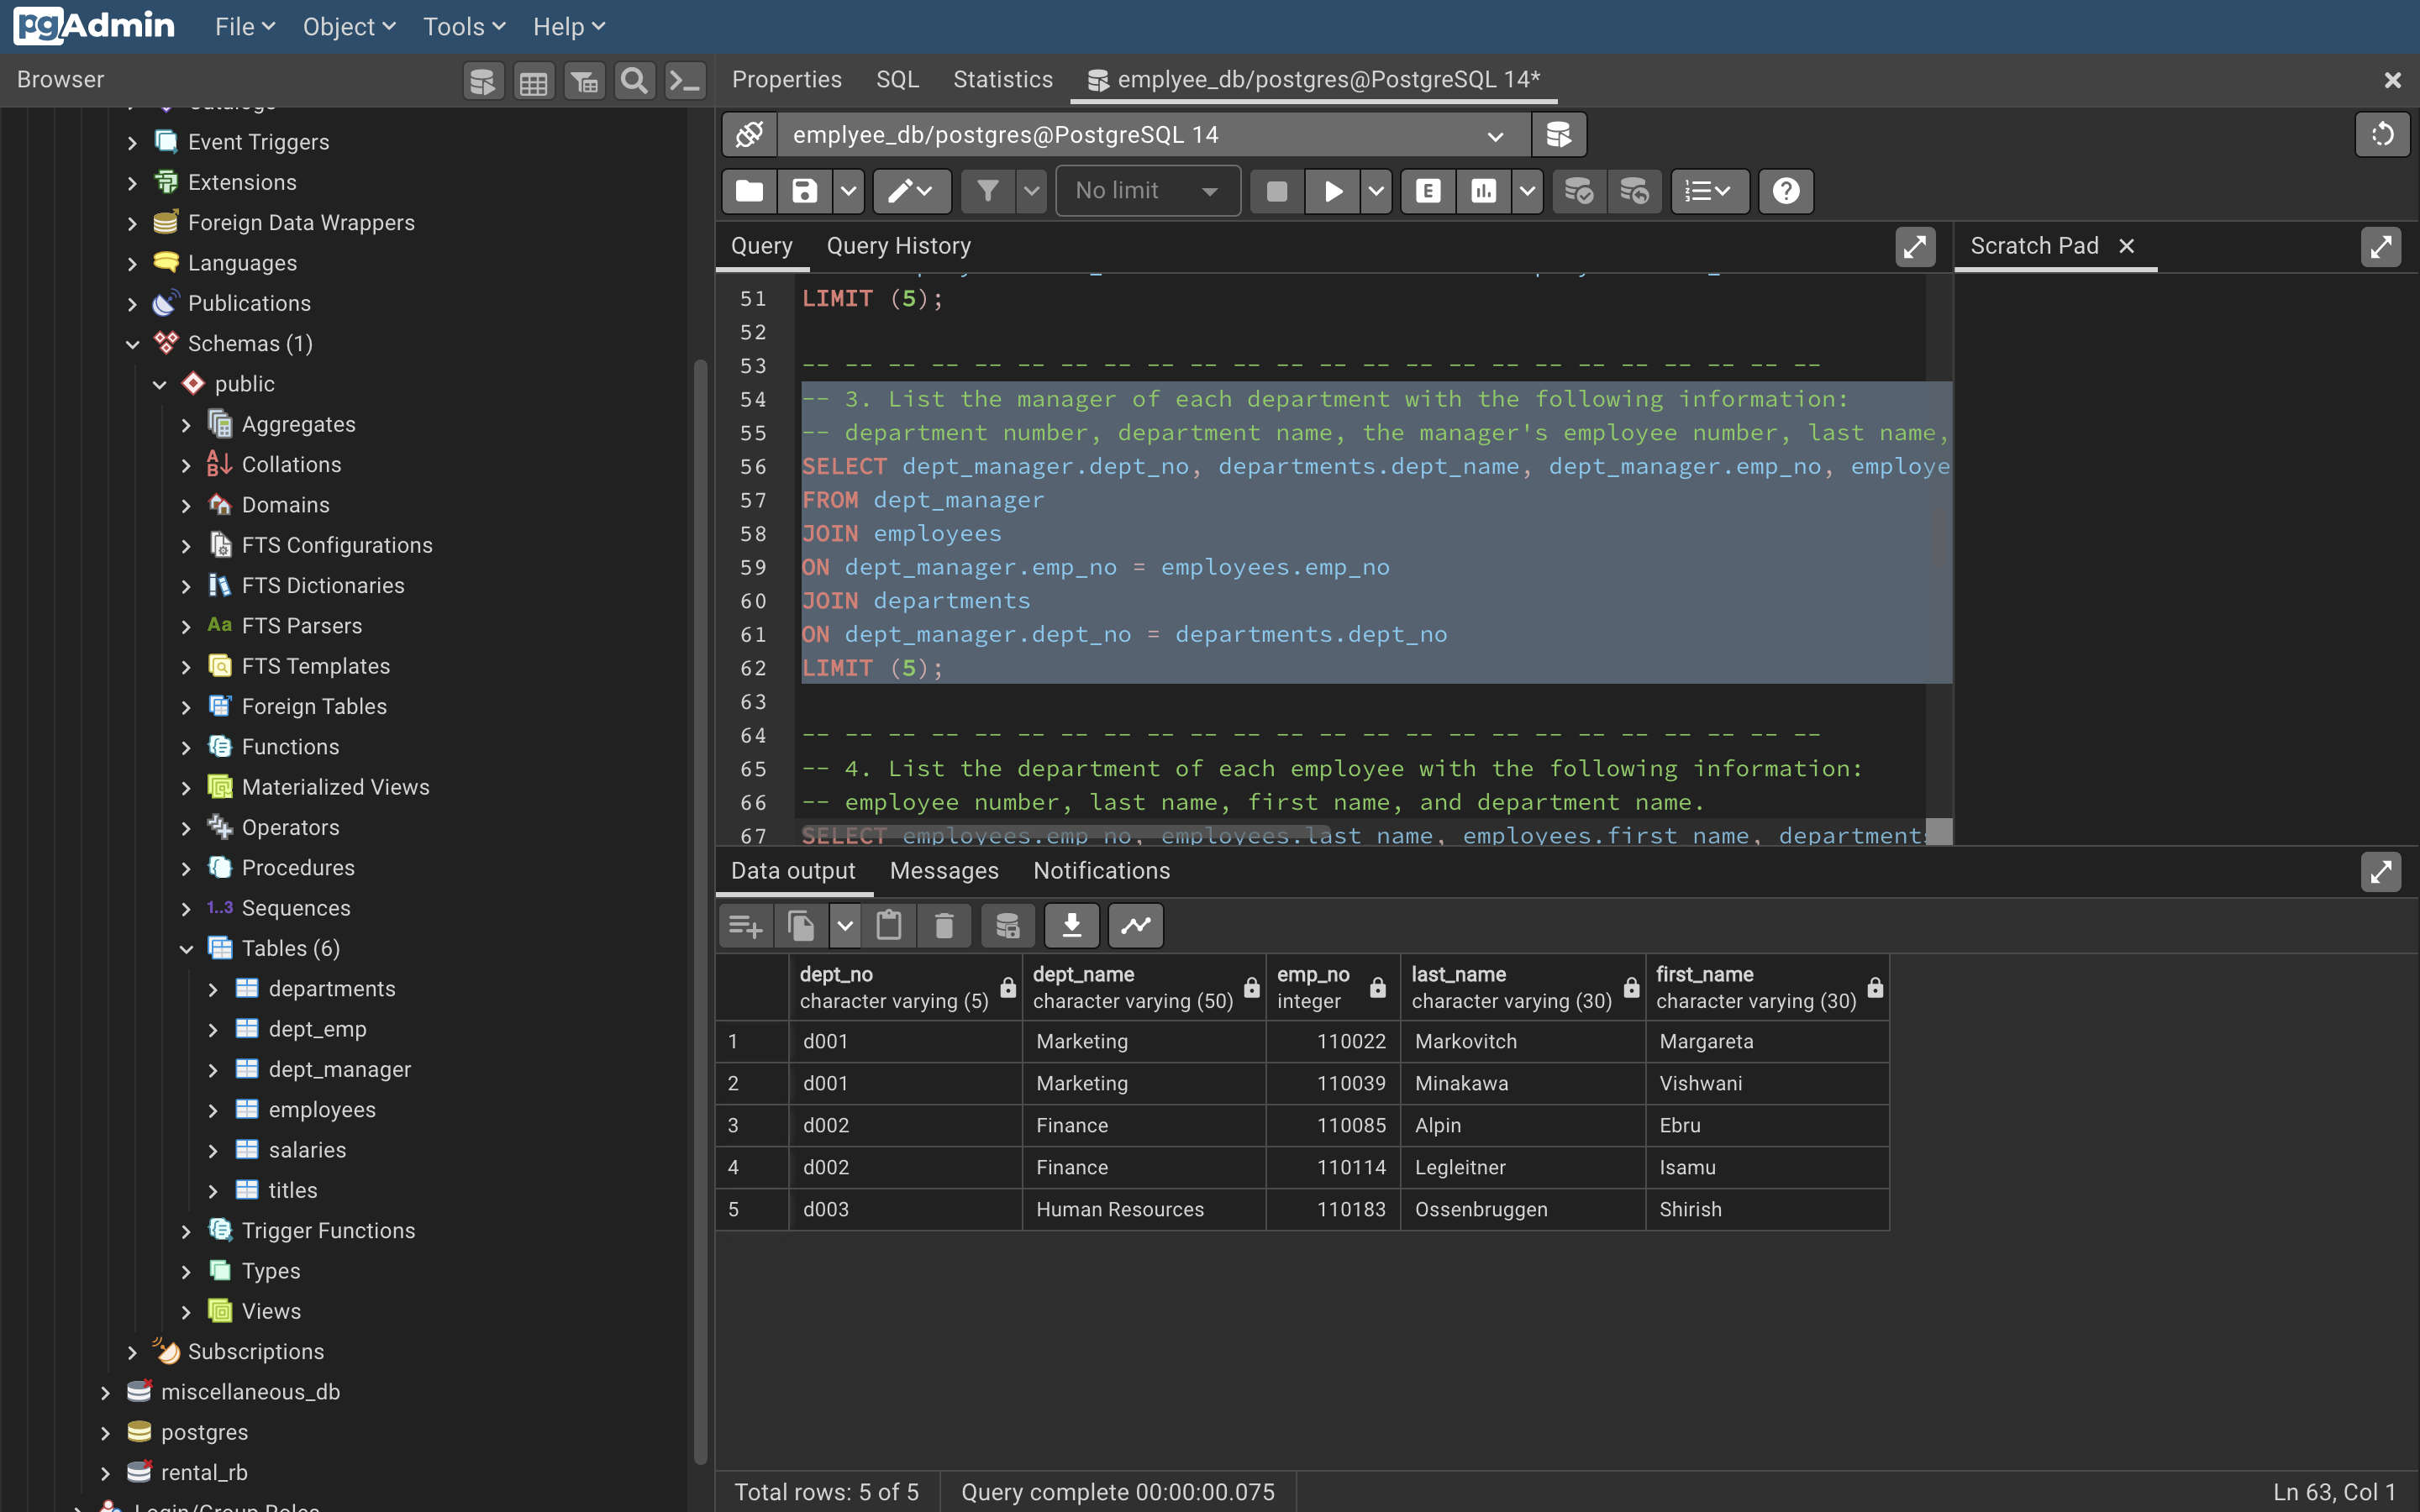 pgAdmin
File
Object
Tools
Help
Browser
Properties
SQL
Statistics
emplyee_db/postgres@PostgreSQL 14*
Catalogs
Event Triggers
Extensions
Foreign Data Wrappers
Languages
Publications
Schemas (1)
public
Aggregates
Collations
Domains
FTS Configurations
FTS Dictionaries
Aa FTS Parsers
FTS Templates
Foreign Tables
Functions
Materialized Views
Operators
Procedures
1..3 Sequences
Tables (6)
departments
dept_emp
dept_manager
employees
salaries
titles
Trigger Functions
Types
Views
Subscriptions
miscellaneous_db
postgres
rental_rb
Login/Group Roles
emplyee_db/postgres@PostgreSQL 14
No limit
E
Query
Query History
Scratch Pad
51 LIMIT (5);
52
53 -- -- -- -- -- -- -- -- -- -- -- -- -- -- -- -- -- -- -- -- -- -- -- --
54 -- 3. List the manager of each department with the following information:
55 -- department number, department name, the manager's employee number, last name,
56 SELECT dept_manager.dept_no, departments.dept_name, dept_manager.emp_no, employe
57 FROM dept_manager
58 JOIN employees
59 ON dept_manager.emp_no = employees.emp_no
60 JOIN departments
61 ON dept_manager.dept_no = departments.dept_no
62 LIMIT (5);
63
64 -- -- -- -- -- -- -- -- -- -- -- -- -- -- -- -- -- -- -- -- -- -- -- --
65 -- 4. List the department of each employee with the following information:
66 -- employee number, last name, first name, and department name.
67 SELECT employees.emp_no, employees.last_name, employees.first_name, departments
Data output
Messages
Notifications
dept_no character varying (5)
dept_name character varying (50)
emp_no integer
last_name character varying (30)
first_name character varying (30)
1 d001 Marketing 110022 Markovitch Margareta
2 d001 Marketing 110039 Minakawa Vishwani
3 d002 Finance 110085 Alpin Ebru
4 d002 Finance 110114 Legleitner Isamu
5 d003 Human Resources 110183 Ossenbruggen Shirish
Total rows: 5 of 5
Query complete 00:00:00.075
Ln 63, Col 1